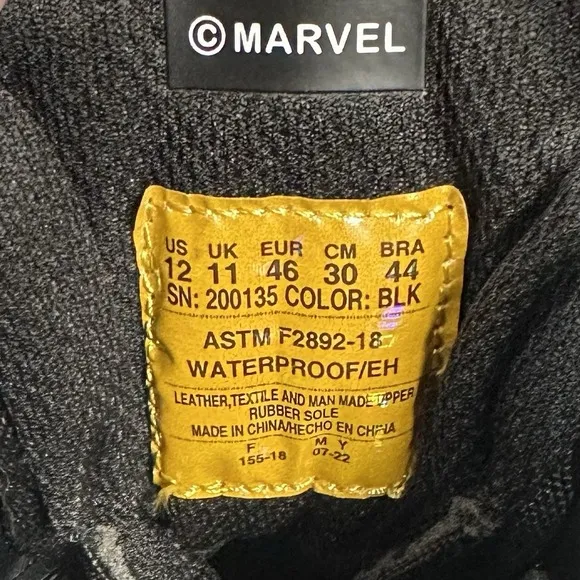 © MARVEL
US UK EUR CM BRA
12 11 46 30 44
SN: 200135 COLOR: BLK
ASTM F2892-18
WATERPROOF/EH
LEATHER,TEXTILE AND MAN MADE UPPER
RUBBER SOLE
MADE IN CHINA/HECHO EN CHINA
F M Y
155-18 07-22